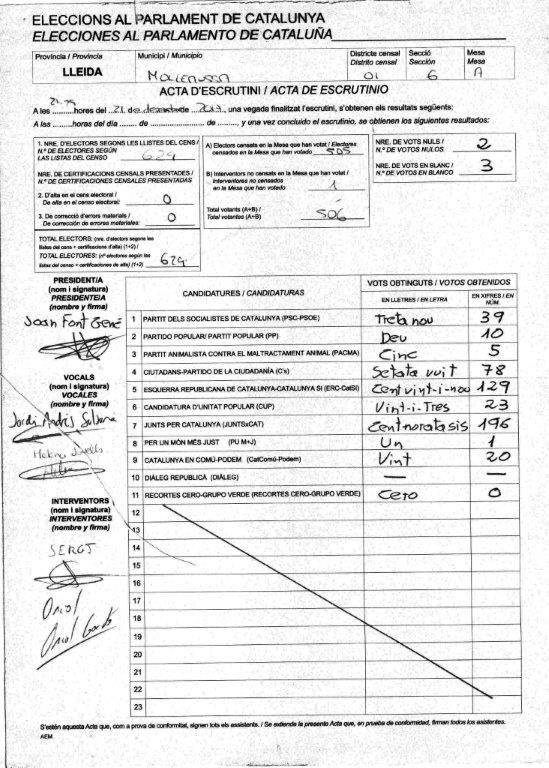 ELECCIONS AL PARLAMENT DE CATALUNYA
ELECCIONES AL PARLAMENTO DE CATALUÑA
Província / Provincia
LLEIDA
Municipi / Municipio
Mollerussa
Districte censal
Distrito censal
01
Secció
Sección
6
Mesa
Mesa
A
ACTA D'ESCRUTINI / ACTA DE ESCRUTINIO
A les hores del 21 de desembre de 2017, una vegada finalitzat l'escrutini, s'obtenen els resultats següents:
A las ........ hores del día ........ de ........ de ........, y una vez concluido el escrutinio, se obtienen los siguientes resultados:
1. NRE. D'ELECTORS SEGONS LES LLISTES DEL CENS /
N.º DE ELECTORES SEGÚN
LAS LISTAS DEL CENSO
629
NRE. DE CERTIFICACIONS CENSALS PRESENTADES /
N.º DE CERTIFICACIONES CENSALES PRESENTADAS
2. D'alta en el cens electoral /
De alta en el censo electoral:
0
3. De correcció d'errors materials /
De corrección de errores materiales:
0
TOTAL ELECTORS: (nre. d'electors segons les
llistes del cens + certificacions d'alta) (1+2) /
TOTAL ELECTORES: (nº electores según las
listas del censo + certificaciones de alta) (1+2)
629
A) Electors censats en la Mesa que han votat / Electores
censados en la Mesa que han votado
505
B) Interventors no censats en la Mesa que han votat /
Interventores no censados
en la Mesa que han votado
1
Total votants (A+B) /
Total votantes (A+B)
506
NRE. DE VOTS NULS /
N.º DE VOTOS NULOS
2
NRE. DE VOTS EN BLANC /
N.º DE VOTOS EN BLANCO
3
PRESIDENT/A
(nom i signatura)
PRESIDENTE/A
(nombre y firma)
Joan Font Gené
VOCALS
(nom i signatura)
VOCALES
(nombre y firma)
Jordi Andrés
Helena
INTERVENTORS
(nom i signatura)
INTERVENTORES
(nombre y firma)
SERGI
Oriol
Oriol
CANDIDATURES / CANDIDATURAS
VOTS OBTINGUTS / VOTOS OBTENIDOS
EN LLETRES / EN LETRA
EN XIFRES / EN NÚM.
1 PARTIT DELS SOCIALISTES DE CATALUNYA (PSC-PSOE) Treta nou 39
2 PARTIDO POPULAR/ PARTIT POPULAR (PP) Deu 10
3 PARTIT ANIMALISTA CONTRA EL MALTRACTAMENT ANIMAL (PACMA) Cinc 5
4 CIUTADANS-PARTIDO DE LA CIUDADANÍA (C's) Setata vuit 78
5 ESQUERRA REPUBLICANA DE CATALUNYA-CATALUNYA SÍ (ERC-CatSí) Cent vint-i-nou 129
6 CANDIDATURA D'UNITAT POPULAR (CUP) Vint-i-Tres 23
7 JUNTS PER CATALUNYA (JUNTSxCAT) Cent norata sis 196
8 PER UN MÓN MÉS JUST (PU M+J) Un 1
9 CATALUNYA EN COMÚ-PODEM (CatComú-Podem) Vint 20
10 DIÀLEG REPUBLICÀ (DIÀLEG) — —
11 RECORTES CERO-GRUPO VERDE (RECORTES CERO-GRUPO VERDE) Cero 0
12
13
14
15
16
17
18
19
20
21
22
23
S'estén aquesta Acta que, com a prova de conformitat, signen tots els assistents. / Se extiende la presente Acta que, en prueba de conformidad, firman todos los asistentes.
AEM